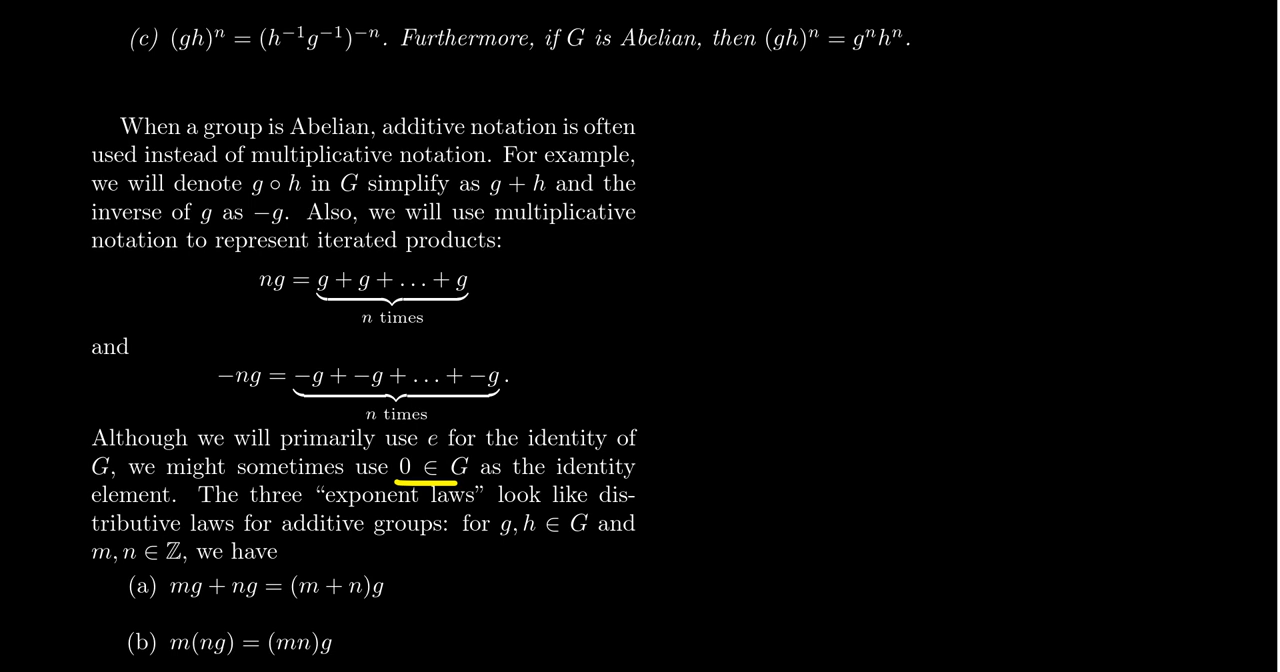 (c) (gh)ⁿ = (h⁻¹g⁻¹)⁻ⁿ. Furthermore, if G is Abelian, then (gh)ⁿ = gⁿhⁿ.
When a group is Abelian, additive notation is often
used instead of multiplicative notation. For example,
we will denote g ∘ h in G simplify as g + h and the
inverse of g as −g. Also, we will use multiplicative
notation to represent iterated products:
ng = g + g + … + g
n times
and
−ng = −g + −g + … + −g.
n times
Although we will primarily use e for the identity of
G, we might sometimes use 0 ∈ G as the identity
element. The three “exponent laws” look like dis-
tributive laws for additive groups: for g, h ∈ G and
m, n ∈ ℤ, we have
(a) mg + ng = (m + n)g
(b) m(ng) = (mn)g